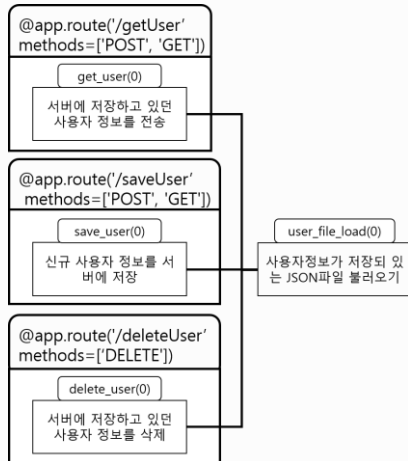 @app.route('/getUser'
methods=['POST', 'GET'])
get_user(0)
서버에 저장하고 있던
사용자 정보를 전송
@app.route('/saveUser'
methods=['POST', 'GET'])
save_user(0)
신규 사용자 정보를 서
버에 저장
user_file_load(0)
사용자정보가 저장되 있
는 JSON파일 불러오기
@app.route('/deleteUser'
methods=['DELETE'])
delete_user(0)
서버에 저장하고 있던
사용자 정보를 삭제